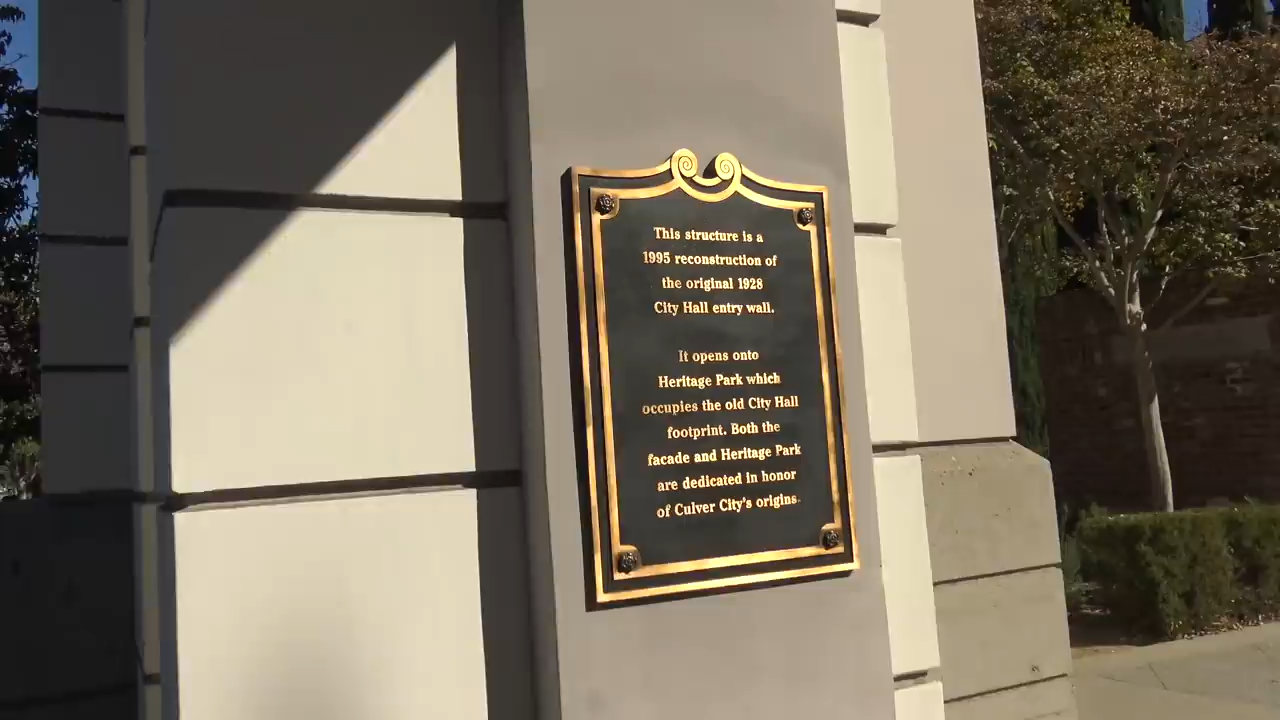 This structure is a
1995 reconstruction of
the original 1928
City Hall entry wall.
It opens onto
Heritage Park which
occupies the old City Hall
footprint. Both the
facade and Heritage Park
are dedicated in honor
of Culver City's origins.